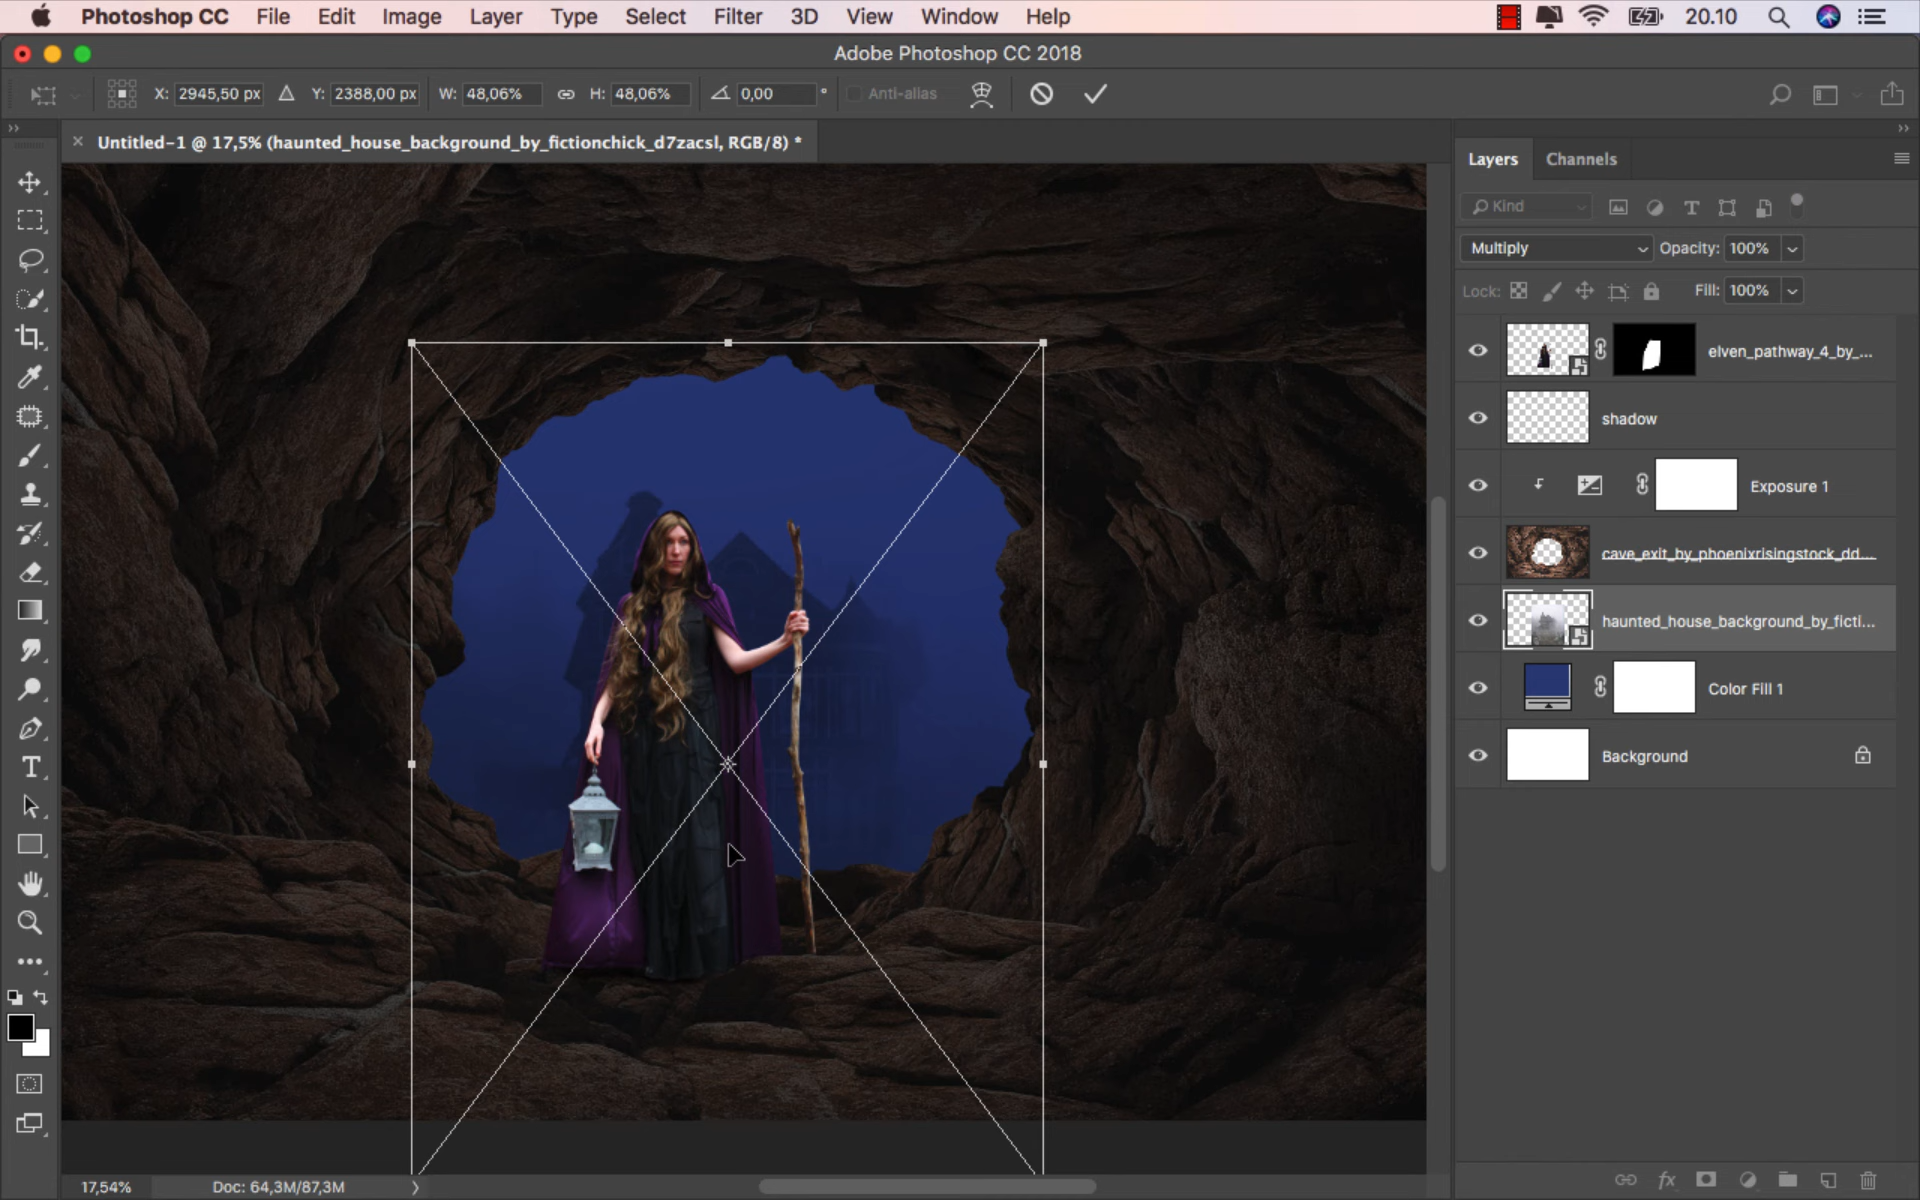 Photoshop CC File Edit Image Layer Type Select Filter 3D View Window Help 20.10
Adobe Photoshop CC 2018
X: 2945,50 px Y: 2388,00 px W: 48,06% H: 48,06% 0,00 ° Anti-alias
Untitled-1 @ 17,5% (haunted_house_background_by_fictionchick_d7zacsl, RGB/8) *
Layers Channels
Kind
Multiply Opacity: 100%
Lock: Fill: 100%
elven_pathway_4_by_...
shadow
Exposure 1
cave_exit_by_phoenixrisingstock_dd...
haunted_house_background_by_ficti...
Color Fill 1
Background
17,54% Doc: 64,3M/87,3M